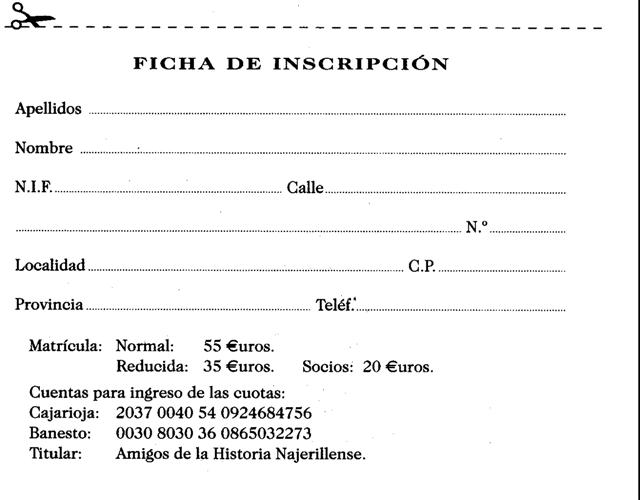 FICHA DE INSCRIPCIÓN
Apellidos
Nombre
N.I.F. Calle
N.º
Localidad C.P.
Provincia Teléf.
Matrícula: Normal: 55 €uros.
Reducida: 35 €uros. Socios: 20 €uros.
Cuentas para ingreso de las cuotas:
Cajarioja: 2037 0040 54 0924684756
Banesto: 0030 8030 36 0865032273
Titular: Amigos de la Historia Najerillense.